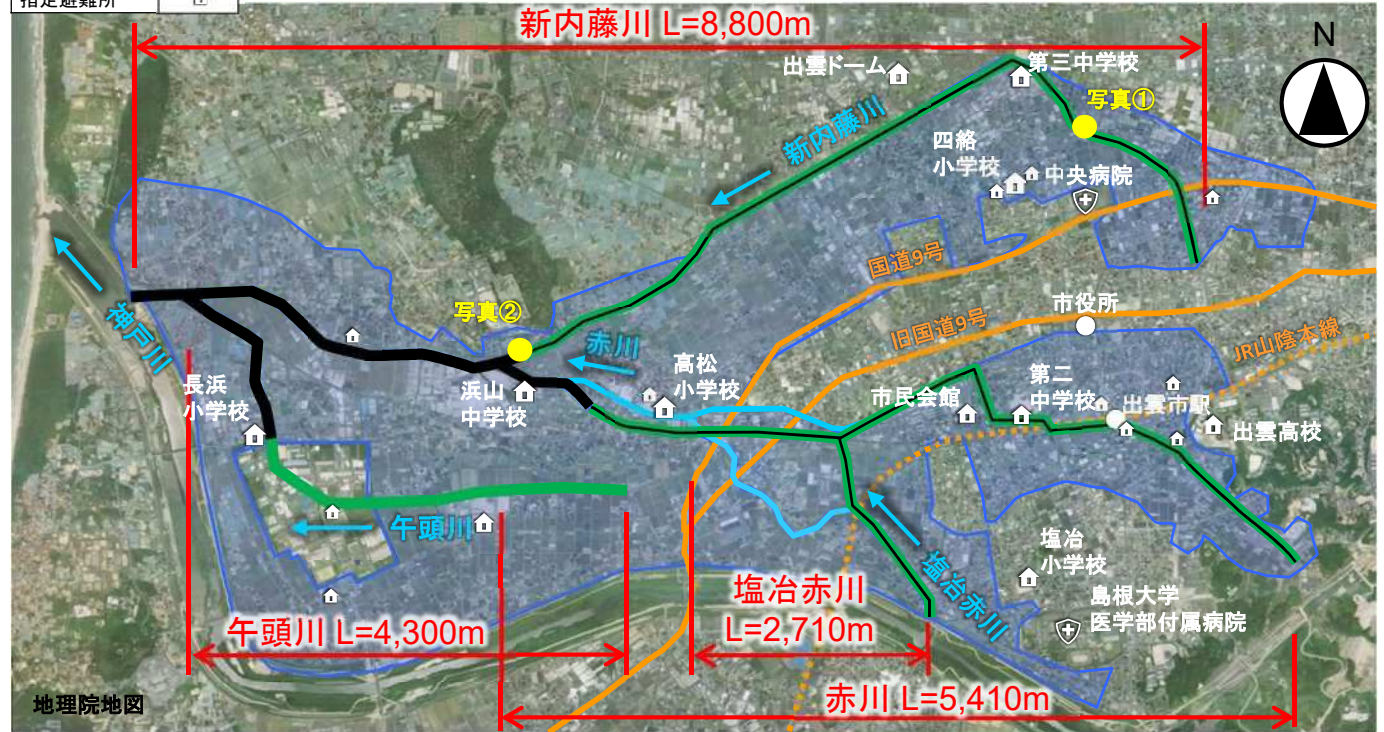 指定避難所
新内藤川 L=8,800m
N
出雲ドーム
第三中学校
写真①
新内藤川
四絡
小学校
中央病院
国道9号
神戸川
写真②
市役所
旧国道9号
JR山陰本線
赤川
高松
小学校
長浜
小学校
浜山
中学校
市民会館
第二
中学校
出雲市駅
出雲高校
午頭川
塩冶赤川
塩冶
小学校
島根大学
医学部付属病院
塩冶赤川
L=2,710m
午頭川 L=4,300m
赤川 L=5,410m
地理院地図